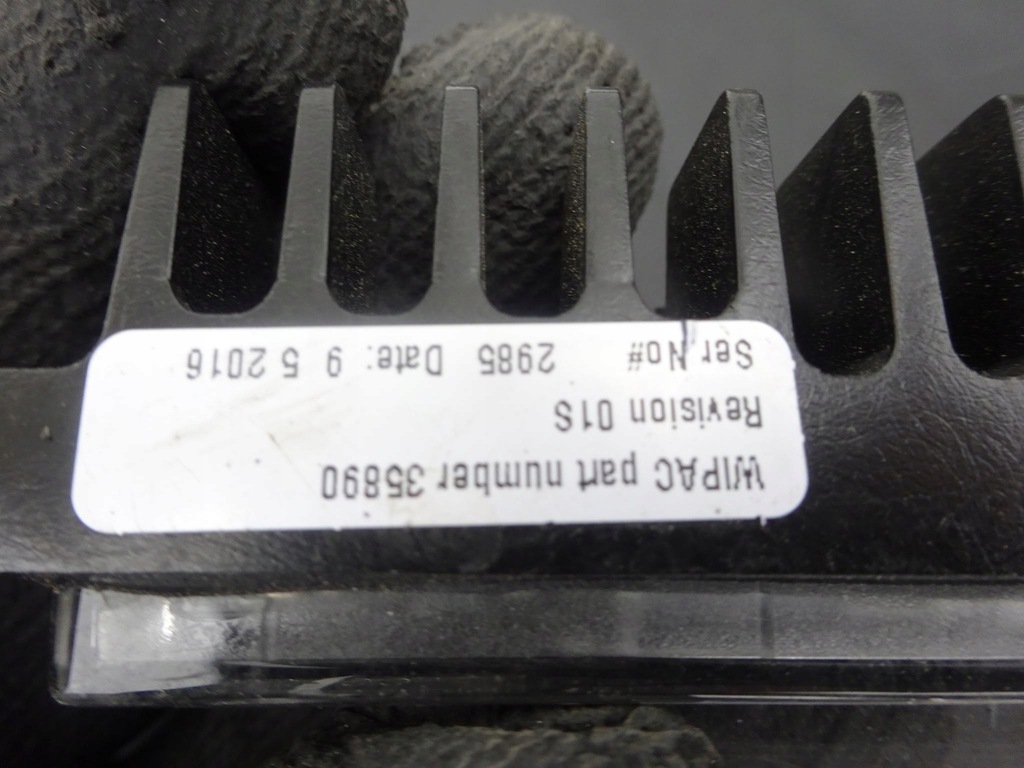 WIPAC part number 35890
Revision 01S
Ser No# 2985 Date: 9 5 2016